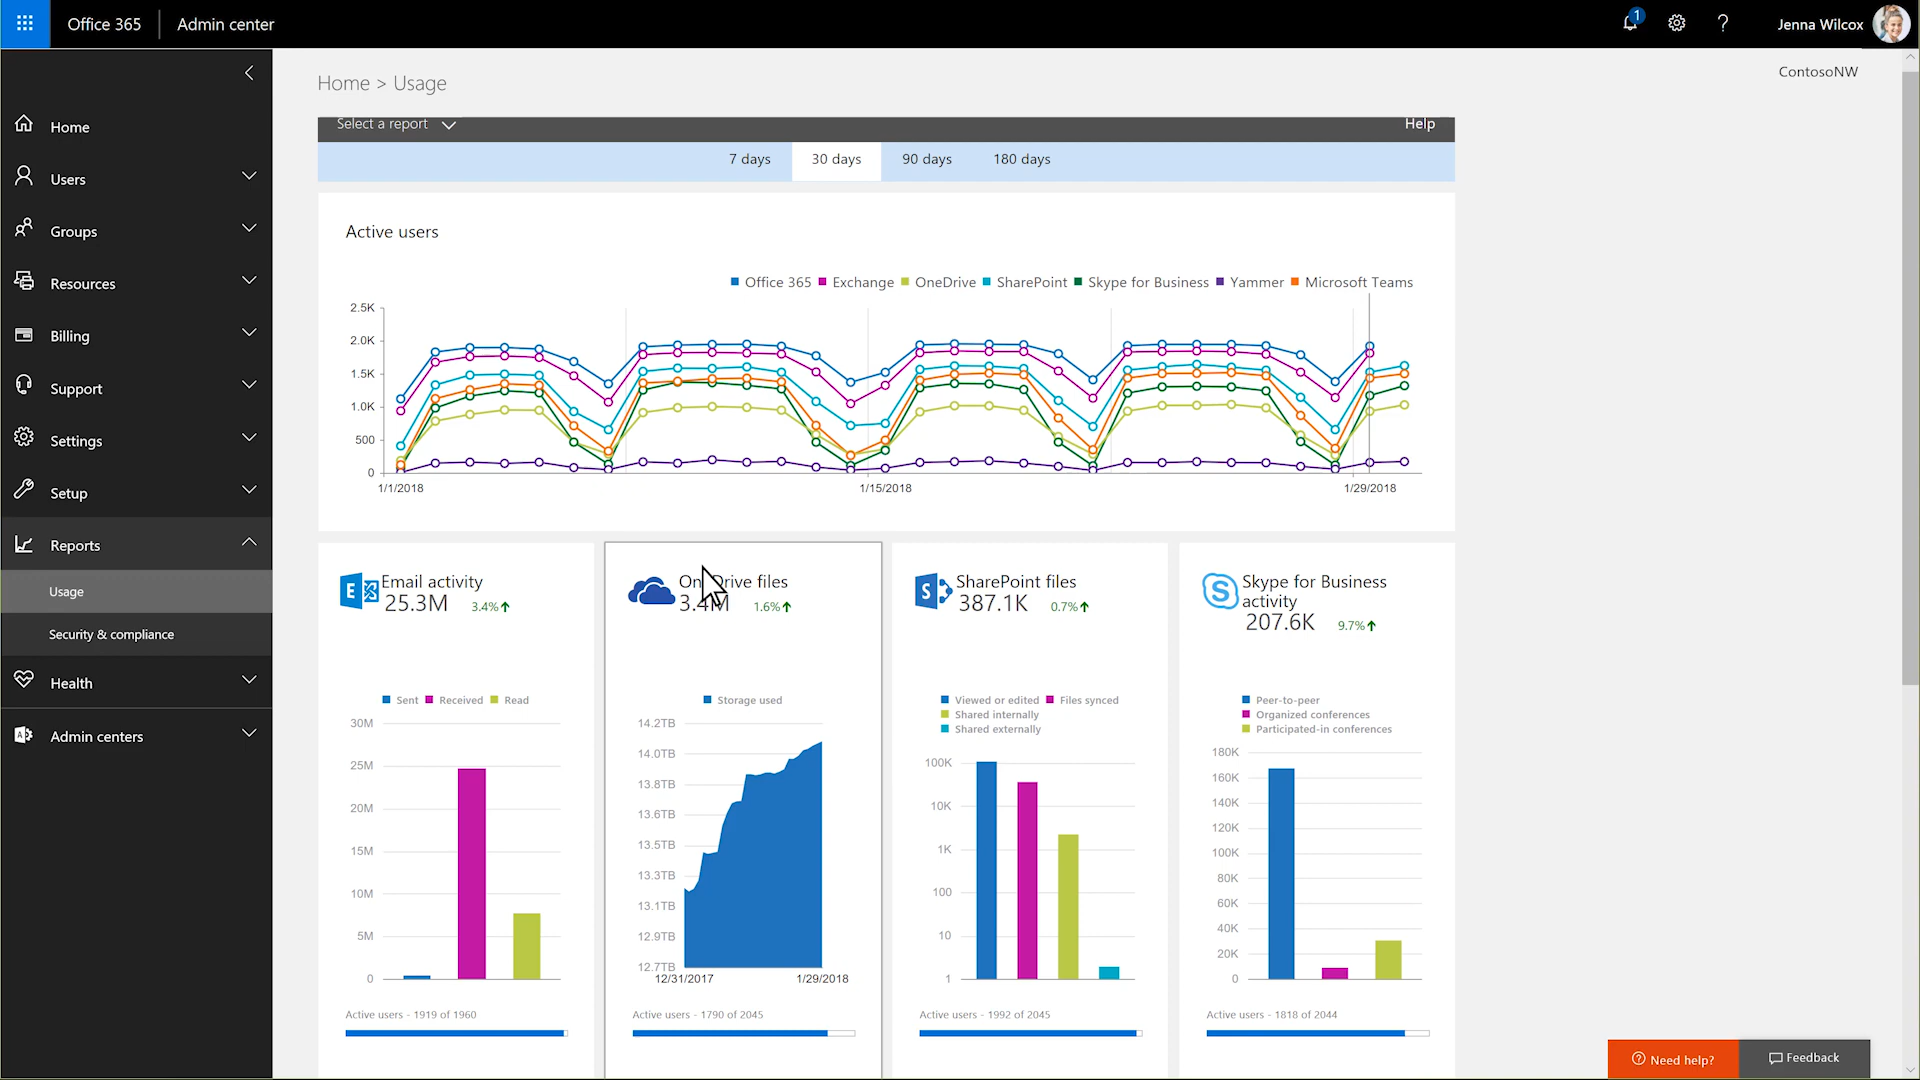 Office 365
Admin center
1
?
Jenna Wilcox
ContosoNW
Home
Users
Groups
Resources
Billing
Support
Settings
Setup
Reports
Usage
Security & compliance
Health
Admin centers
Home > Usage
Select a report
Help
7 days 30 days 90 days 180 days
Active users
Office 365 Exchange OneDrive SharePoint Skype for Business Yammer Microsoft Teams
2.5K
2.0K
1.5K
1.0K
500
0
1/1/2018 1/15/2018 1/29/2018
Email activity
25.3M 3.4%
Sent Received Read
30M
25M
20M
15M
10M
5M
0
Active users - 1919 of 1960
files
1.6%
Storage used
14.2TB
14.0TB
13.8TB
13.6TB
13.5TB
13.3TB
13.1TB
12.9TB
12.7TB
12/31/2017 1/29/2018
Active users - 1790 of 2045
SharePoint files
387.1K 0.7%
Viewed or edited Files synced
Shared internally
Shared externally
100K
10K
1K
100
10
1
Active users - 1992 of 2045
Skype for Business
activity
207.6K 9.7%
Peer-to-peer
Organized conferences
Participated-in conferences
180K
160K
140K
120K
100K
80K
60K
40K
20K
0
Active users - 1818 of 2044
Need help?
Feedback